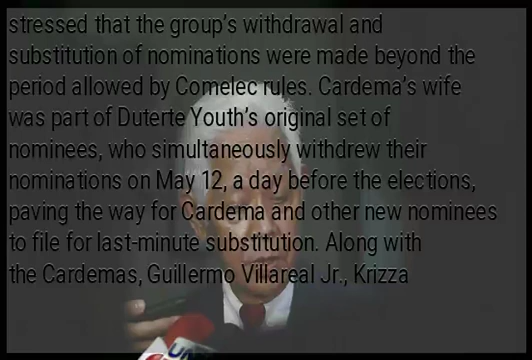 stressed that the group’s withdrawal and
substitution of nominations were made beyond the
period allowed by Comelec rules. Cardema’s wife
was part of Duterte Youth’s original set of
nominees, who simultaneously withdrew their
nominations on May 12, a day before the elections,
paving the way for Cardema and other new nominees
to file for last-minute substitution. Along with
the Cardemas, Guillermo Villareal Jr., Krizza